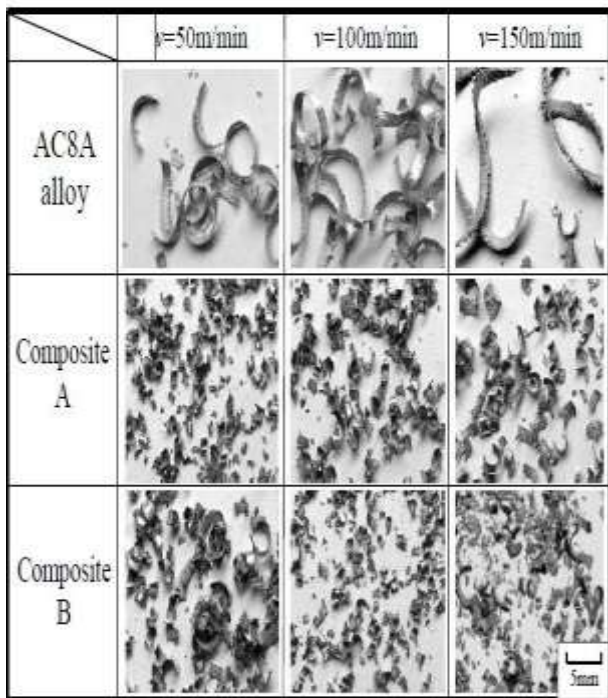 v=50m/min
v=100m/min
v=150m/min
AC8A
alloy
Composite
A
Composite
B
5mm